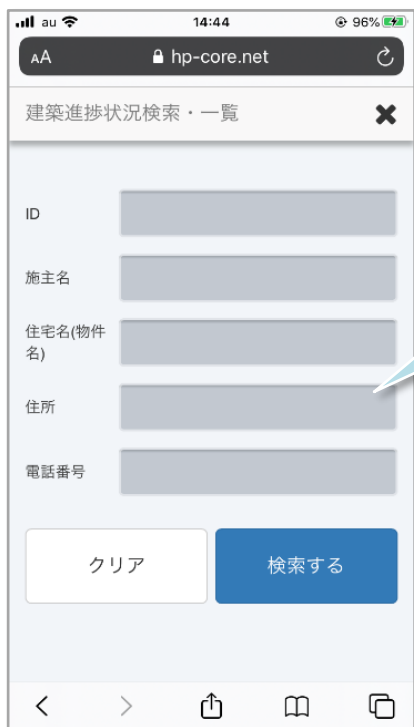 au 14:44 96%
AA hp-core.net
建築進捗状況検索・一覧
ID
施主名
住宅名(物件
名)
住所
電話番号
クリア 検索する